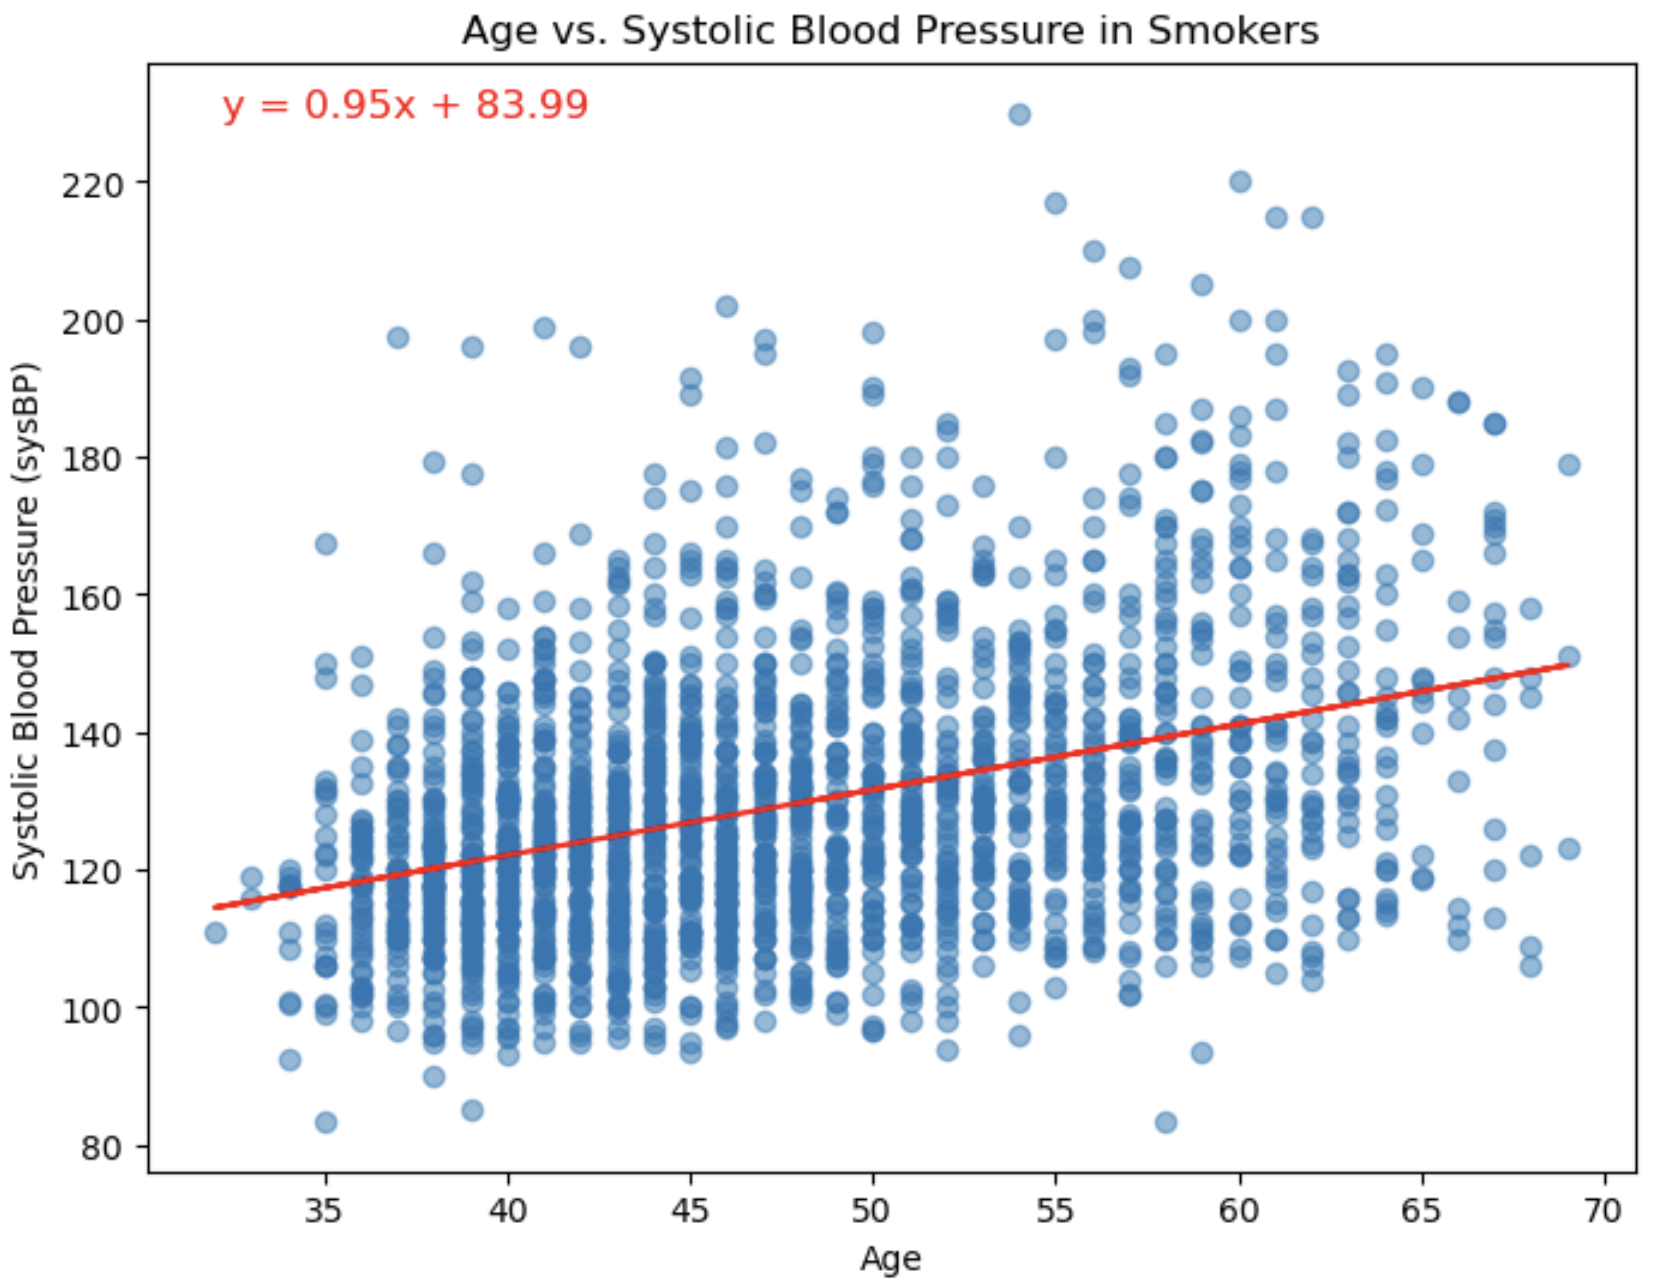 Age vs. Systolic Blood Pressure in Smokers
y = 0.95x + 83.99
Systolic Blood Pressure (sysBP)
220
200
180
160
140
120
100
80
35 40 45 50 55 60 65 70
Age